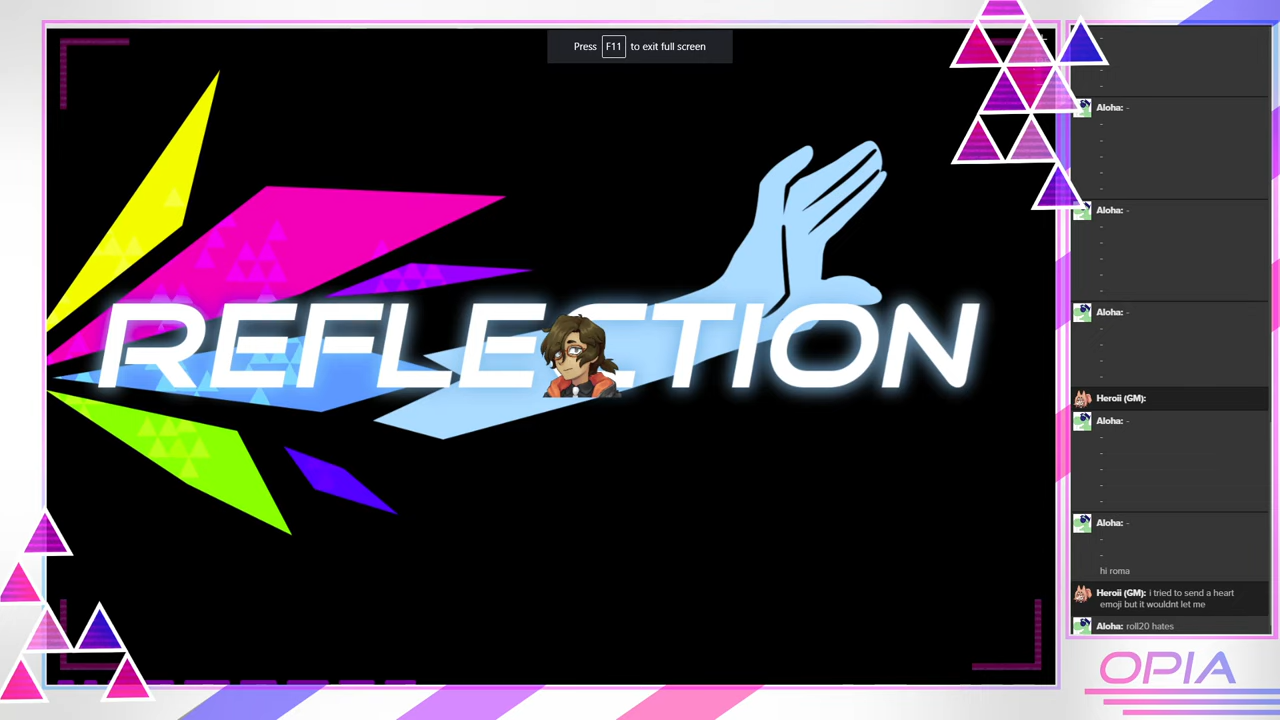 Press F11 to exit full screen
REFLECTION
-
-
-
Aloha: -
-
-
-
-
-
Aloha: -
-
-
-
-
-
Aloha: -
-
-
-
-
Heroii (GM):
Aloha: -
-
-
-
-
-
Aloha: -
-
-
hi roma
Heroii (GM): i tried to send a heart
emoji but it wouldnt let me
Aloha: roll20 hates
OPIA